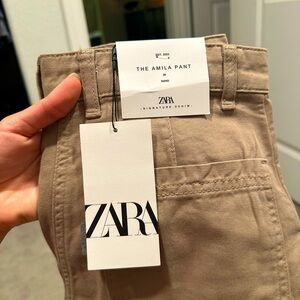 THE AMILA PANT
ZARA
SIGNATURE DENIM
ZARA